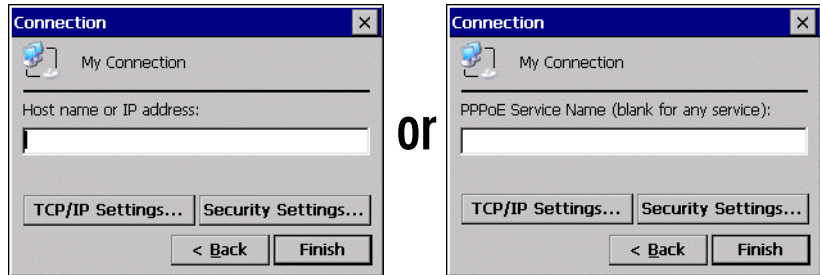 Connection
My Connection
Host name or IP address:
TCP/IP Settings... Security Settings...
< Back Finish
or
Connection
My Connection
PPPoE Service Name (blank for any service):
TCP/IP Settings... Security Settings...
< Back Finish